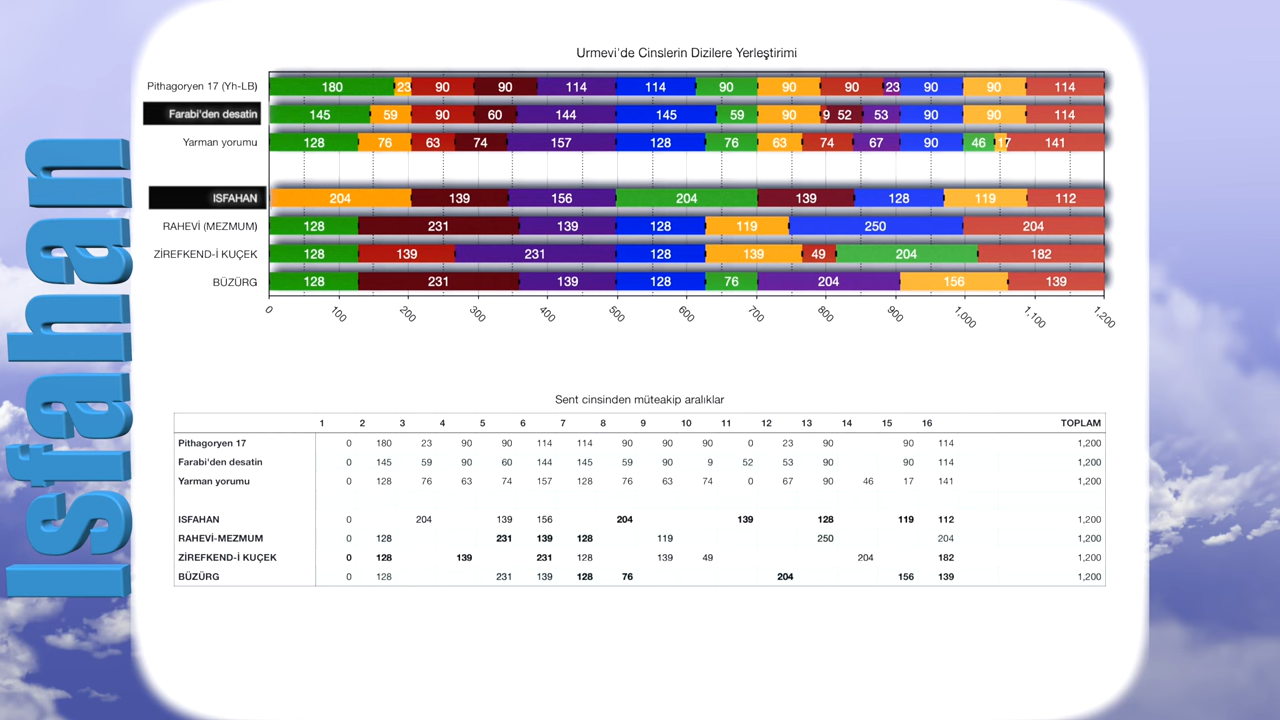 Isfahan
Urmevi'de Cinslerin Dizilere Yerleştirimi
Pithagoryen 17 (Yh-LB) 180 23 90 90 114 114 90 90 90 23 90 90 114
Farabi'den desatin 145 59 90 60 144 145 59 90 9 52 53 90 90 114
Yarman yorumu 128 76 63 74 157 128 76 63 74 67 90 46 17 141
ISFAHAN 204 139 156 204 139 128 119 112
RAHEVİ (MEZMUM) 128 231 139 128 119 250 204
ZİREFKEND-İ KUÇEK 128 139 231 128 139 49 204 182
BÜZÜRG 128 231 139 128 76 204 156 139
0 100 200 300 400 500 600 700 800 900 1,000 1,100 1,200
Sent cinsinden müteakip aralıklar
1 2 3 4 5 6 7 8 9 10 11 12 13 14 15 16 TOPLAM
Pithagoryen 17 0 180 23 90 90 114 114 90 90 90 0 23 90 90 114 1,200
Farabi'den desatin 0 145 59 90 60 144 145 59 90 9 52 53 90 90 114 1,200
Yarman yorumu 0 128 76 63 74 157 128 76 63 74 0 67 90 46 17 141 1,200
ISFAHAN 0 204 139 156 204 139 128 119 112 1,200
RAHEVİ-MEZMUM 0 128 231 139 128 119 250 204 1,200
ZİREFKEND-İ KUÇEK 0 128 139 231 128 139 49 204 182 1,200
BÜZÜRG 0 128 231 139 128 76 204 156 139 1,200